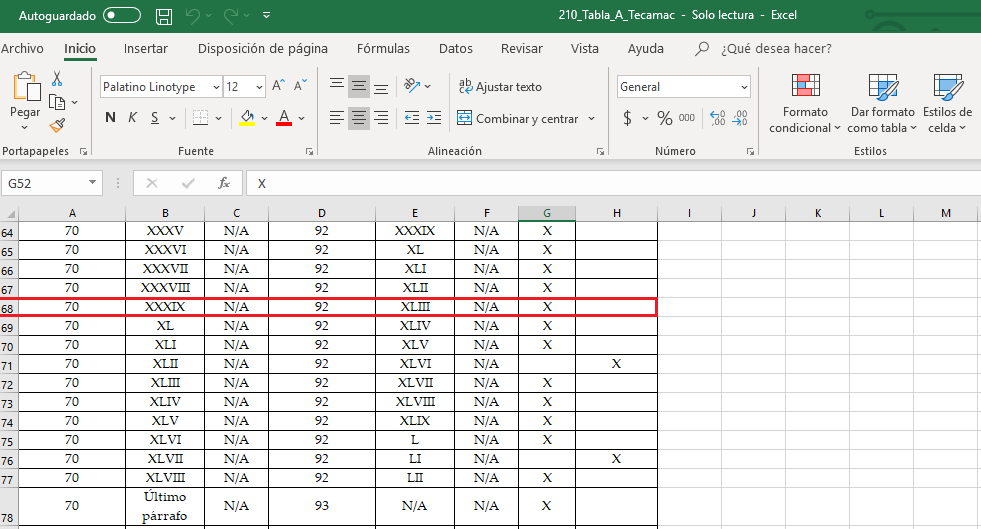 Autoguardado 210_Tabla_A_Tecamac - Solo lectura - Excel
Archivo Inicio Insertar Disposición de página Fórmulas Datos Revisar Vista Ayuda ¿Qué desea hacer?
Pegar
Palatino Linotype 12 A A
N K S A
ab Ajustar texto
Combinar y centrar
General
$ % 000
Formato condicional
Dar formato como tabla
Estilos de celda
Portapapeles Fuente Alineación Número Estilos
G52 fx X
A B C D E F G H I J K L M
64 70 XXXV N/A 92 XXXIX N/A X
65 70 XXXVI N/A 92 XL N/A X
66 70 XXXVII N/A 92 XLI N/A X
67 70 XXXVIII N/A 92 XLII N/A X
68 70 XXXIX N/A 92 XLIII N/A X
69 70 XL N/A 92 XLIV N/A X
70 70 XLI N/A 92 XLV N/A X
71 70 XLII N/A 92 XLVI N/A X
72 70 XLIII N/A 92 XLVII N/A X
73 70 XLIV N/A 92 XLVIII N/A X
74 70 XLV N/A 92 XLIX N/A X
75 70 XLVI N/A 92 L N/A X
76 70 XLVII N/A 92 LI N/A X
77 70 XLVIII N/A 92 LII N/A X
78 70 Último párrafo N/A 93 N/A N/A X